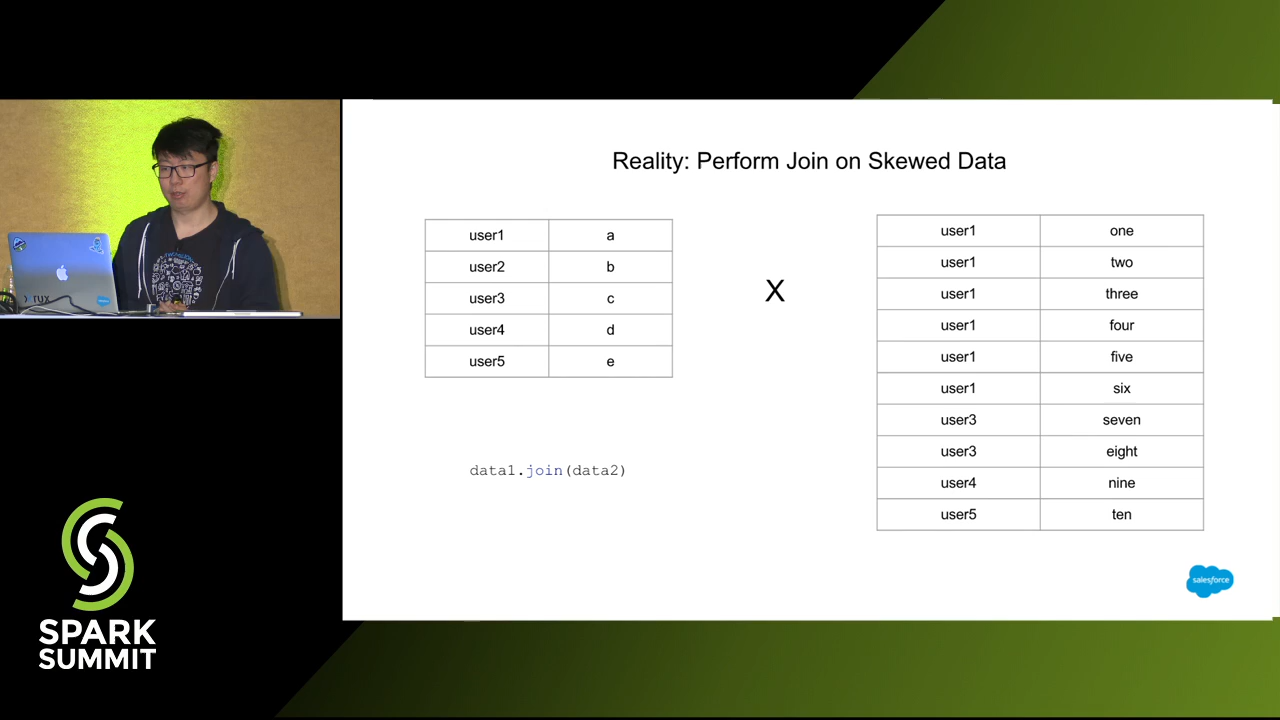 Reality: Perform Join on Skewed Data
user1 a
user2 b
user3 c
user4 d
user5 e
X
user1 one
user1 two
user1 three
user1 four
user1 five
user1 six
user3 seven
user3 eight
user4 nine
user5 ten
data1.join(data2)
salesforce
SPARK
SUMMIT